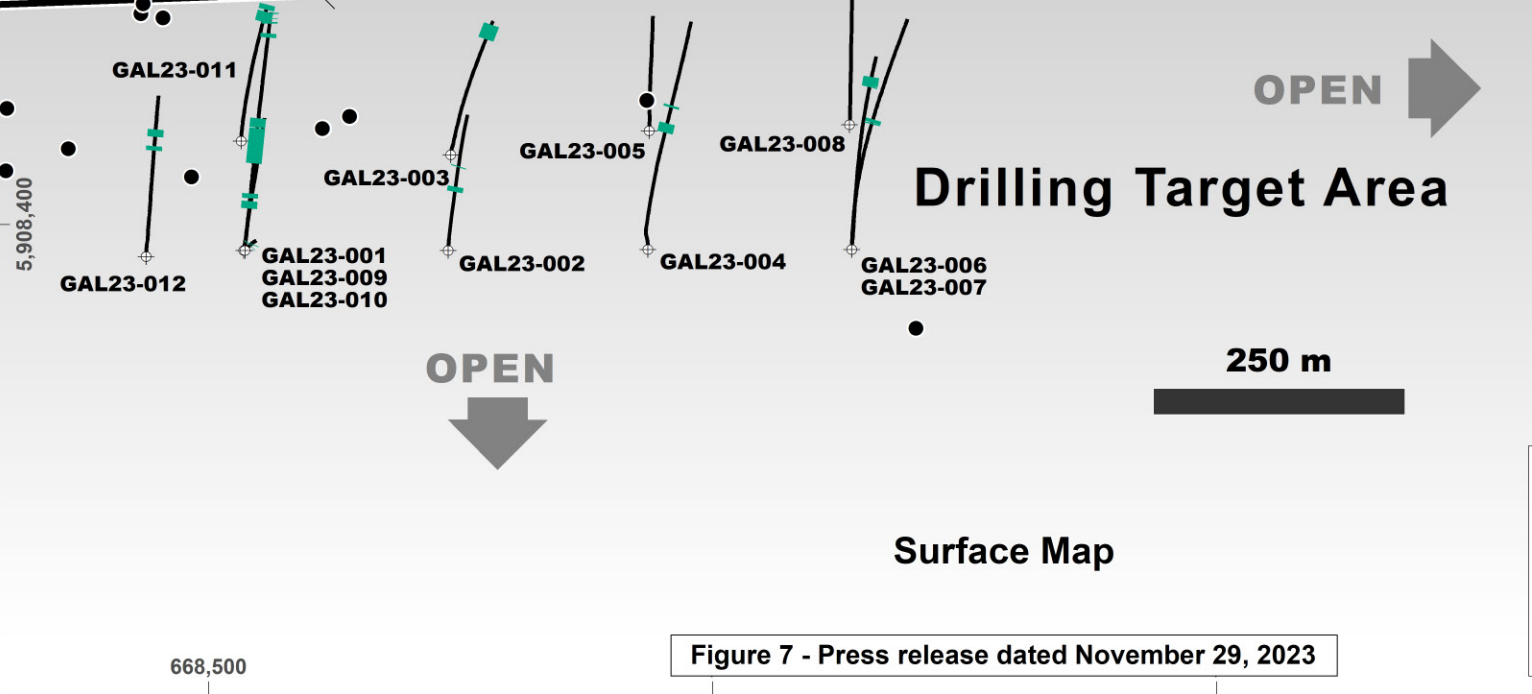 GAL23-011
OPEN
GAL23-005
GAL23-008
GAL23-003
Drilling Target Area
5,908,400
GAL23-012
GAL23-001
GAL23-009
GAL23-010
GAL23-002
GAL23-004
GAL23-006
GAL23-007
OPEN
250 m
Surface Map
Figure 7 - Press release dated November 29, 2023
668,500